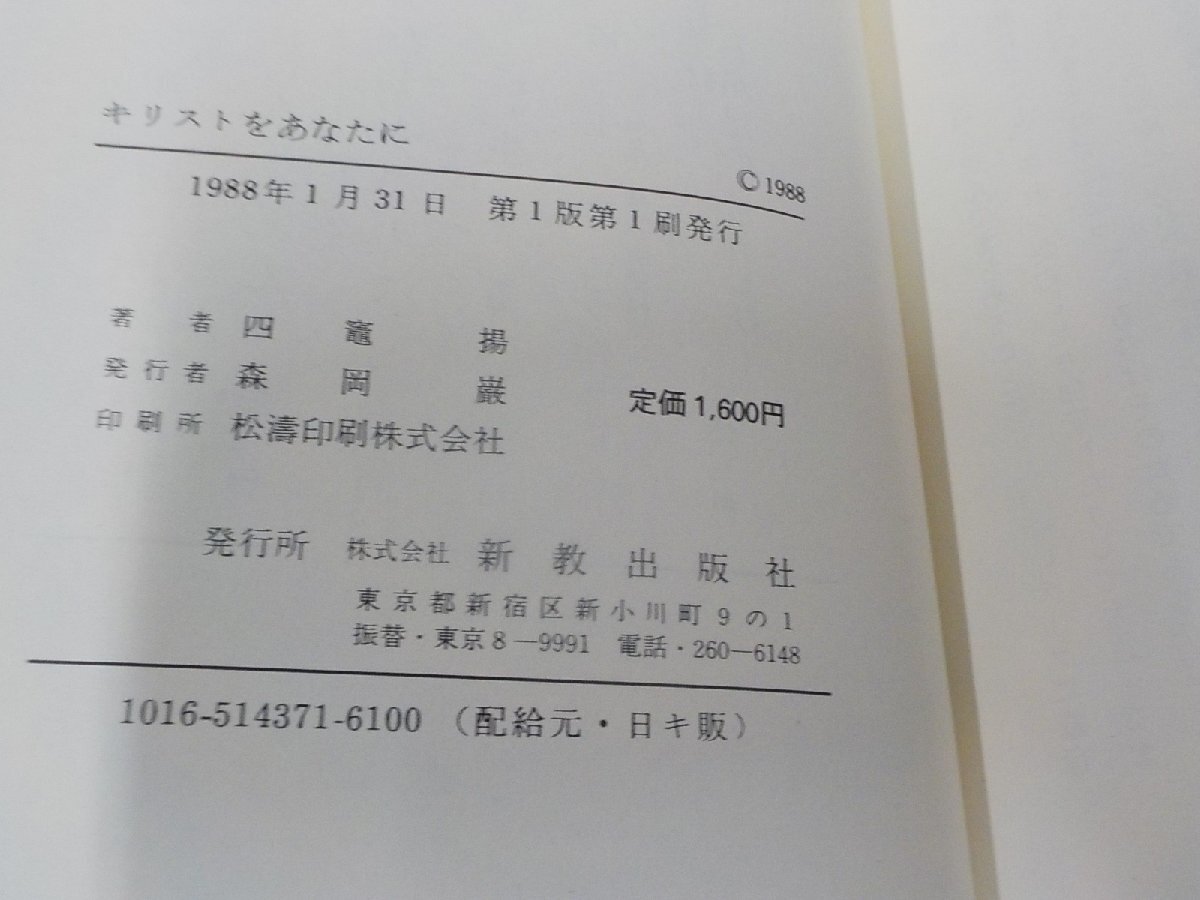 キリストをあなたに
© 1988
1988年1月31日 第1版第1刷発行
著者 四竈揚
発行者 森岡巌
定価1,600円
印刷所 松濤印刷株式会社
発行所 株式会社 新教出版社
東京都新宿区新小川町9の1
振替・東京8—9991 電話・260—6148
1016-514371-6100 (配給元・日キ販)